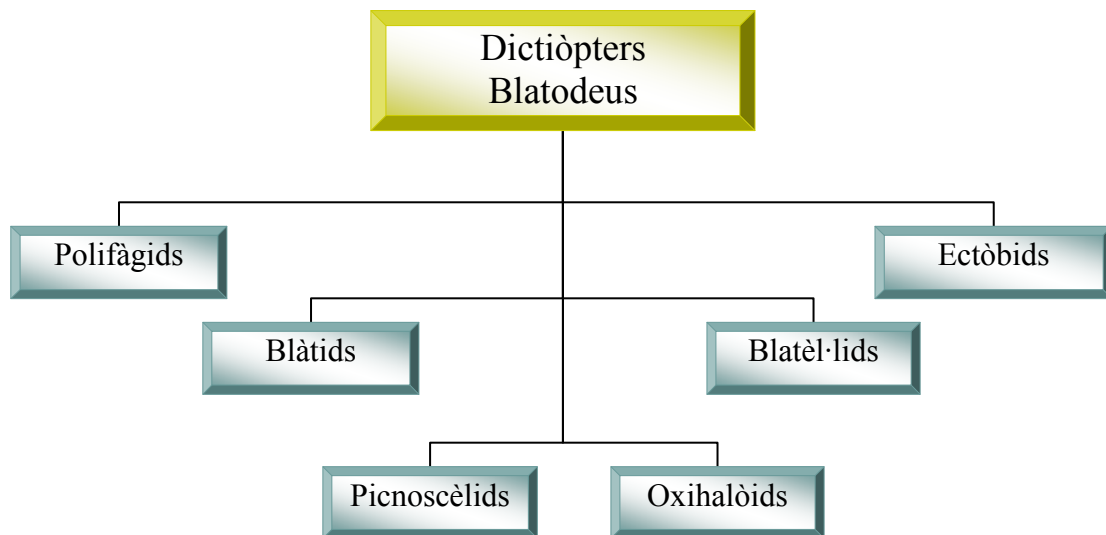 Dictiòpters
Blatodeus
Polifàgids
Ectòbids
Blàtids
Blatèl·lids
Picnoscèlids
Oxihalòids